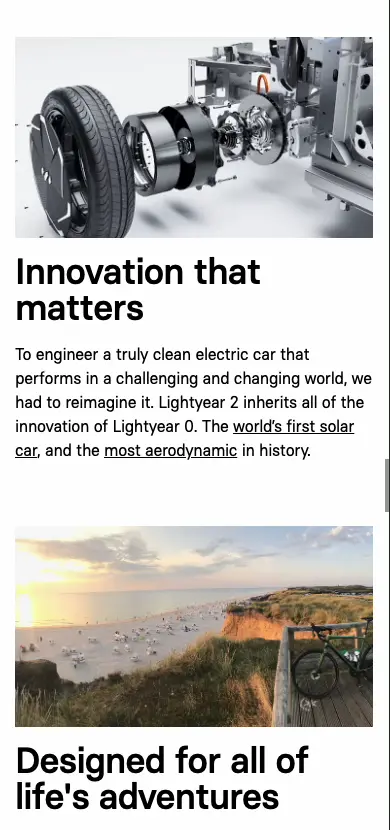 Innovation that
matters
To engineer a truly clean electric car that
performs in a challenging and changing world, we
had to reimagine it. Lightyear 2 inherits all of the
innovation of Lightyear 0. The world’s first solar
car, and the most aerodynamic in history.
Designed for all of
life's adventures